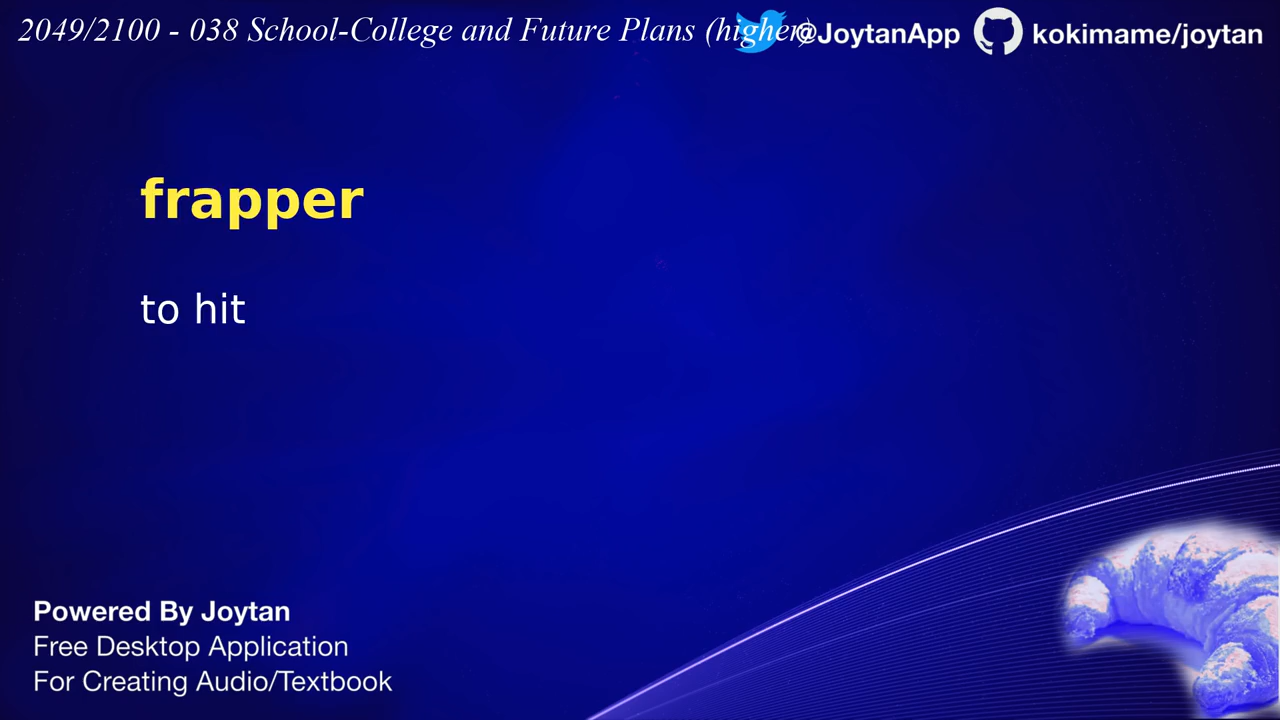 2049/2100 - 038 School-College and Future Plans (higher)
@JoytanApp
kokimame/joytan
frapper
to hit
Powered By Joytan
Free Desktop Application
For Creating Audio/Textbook